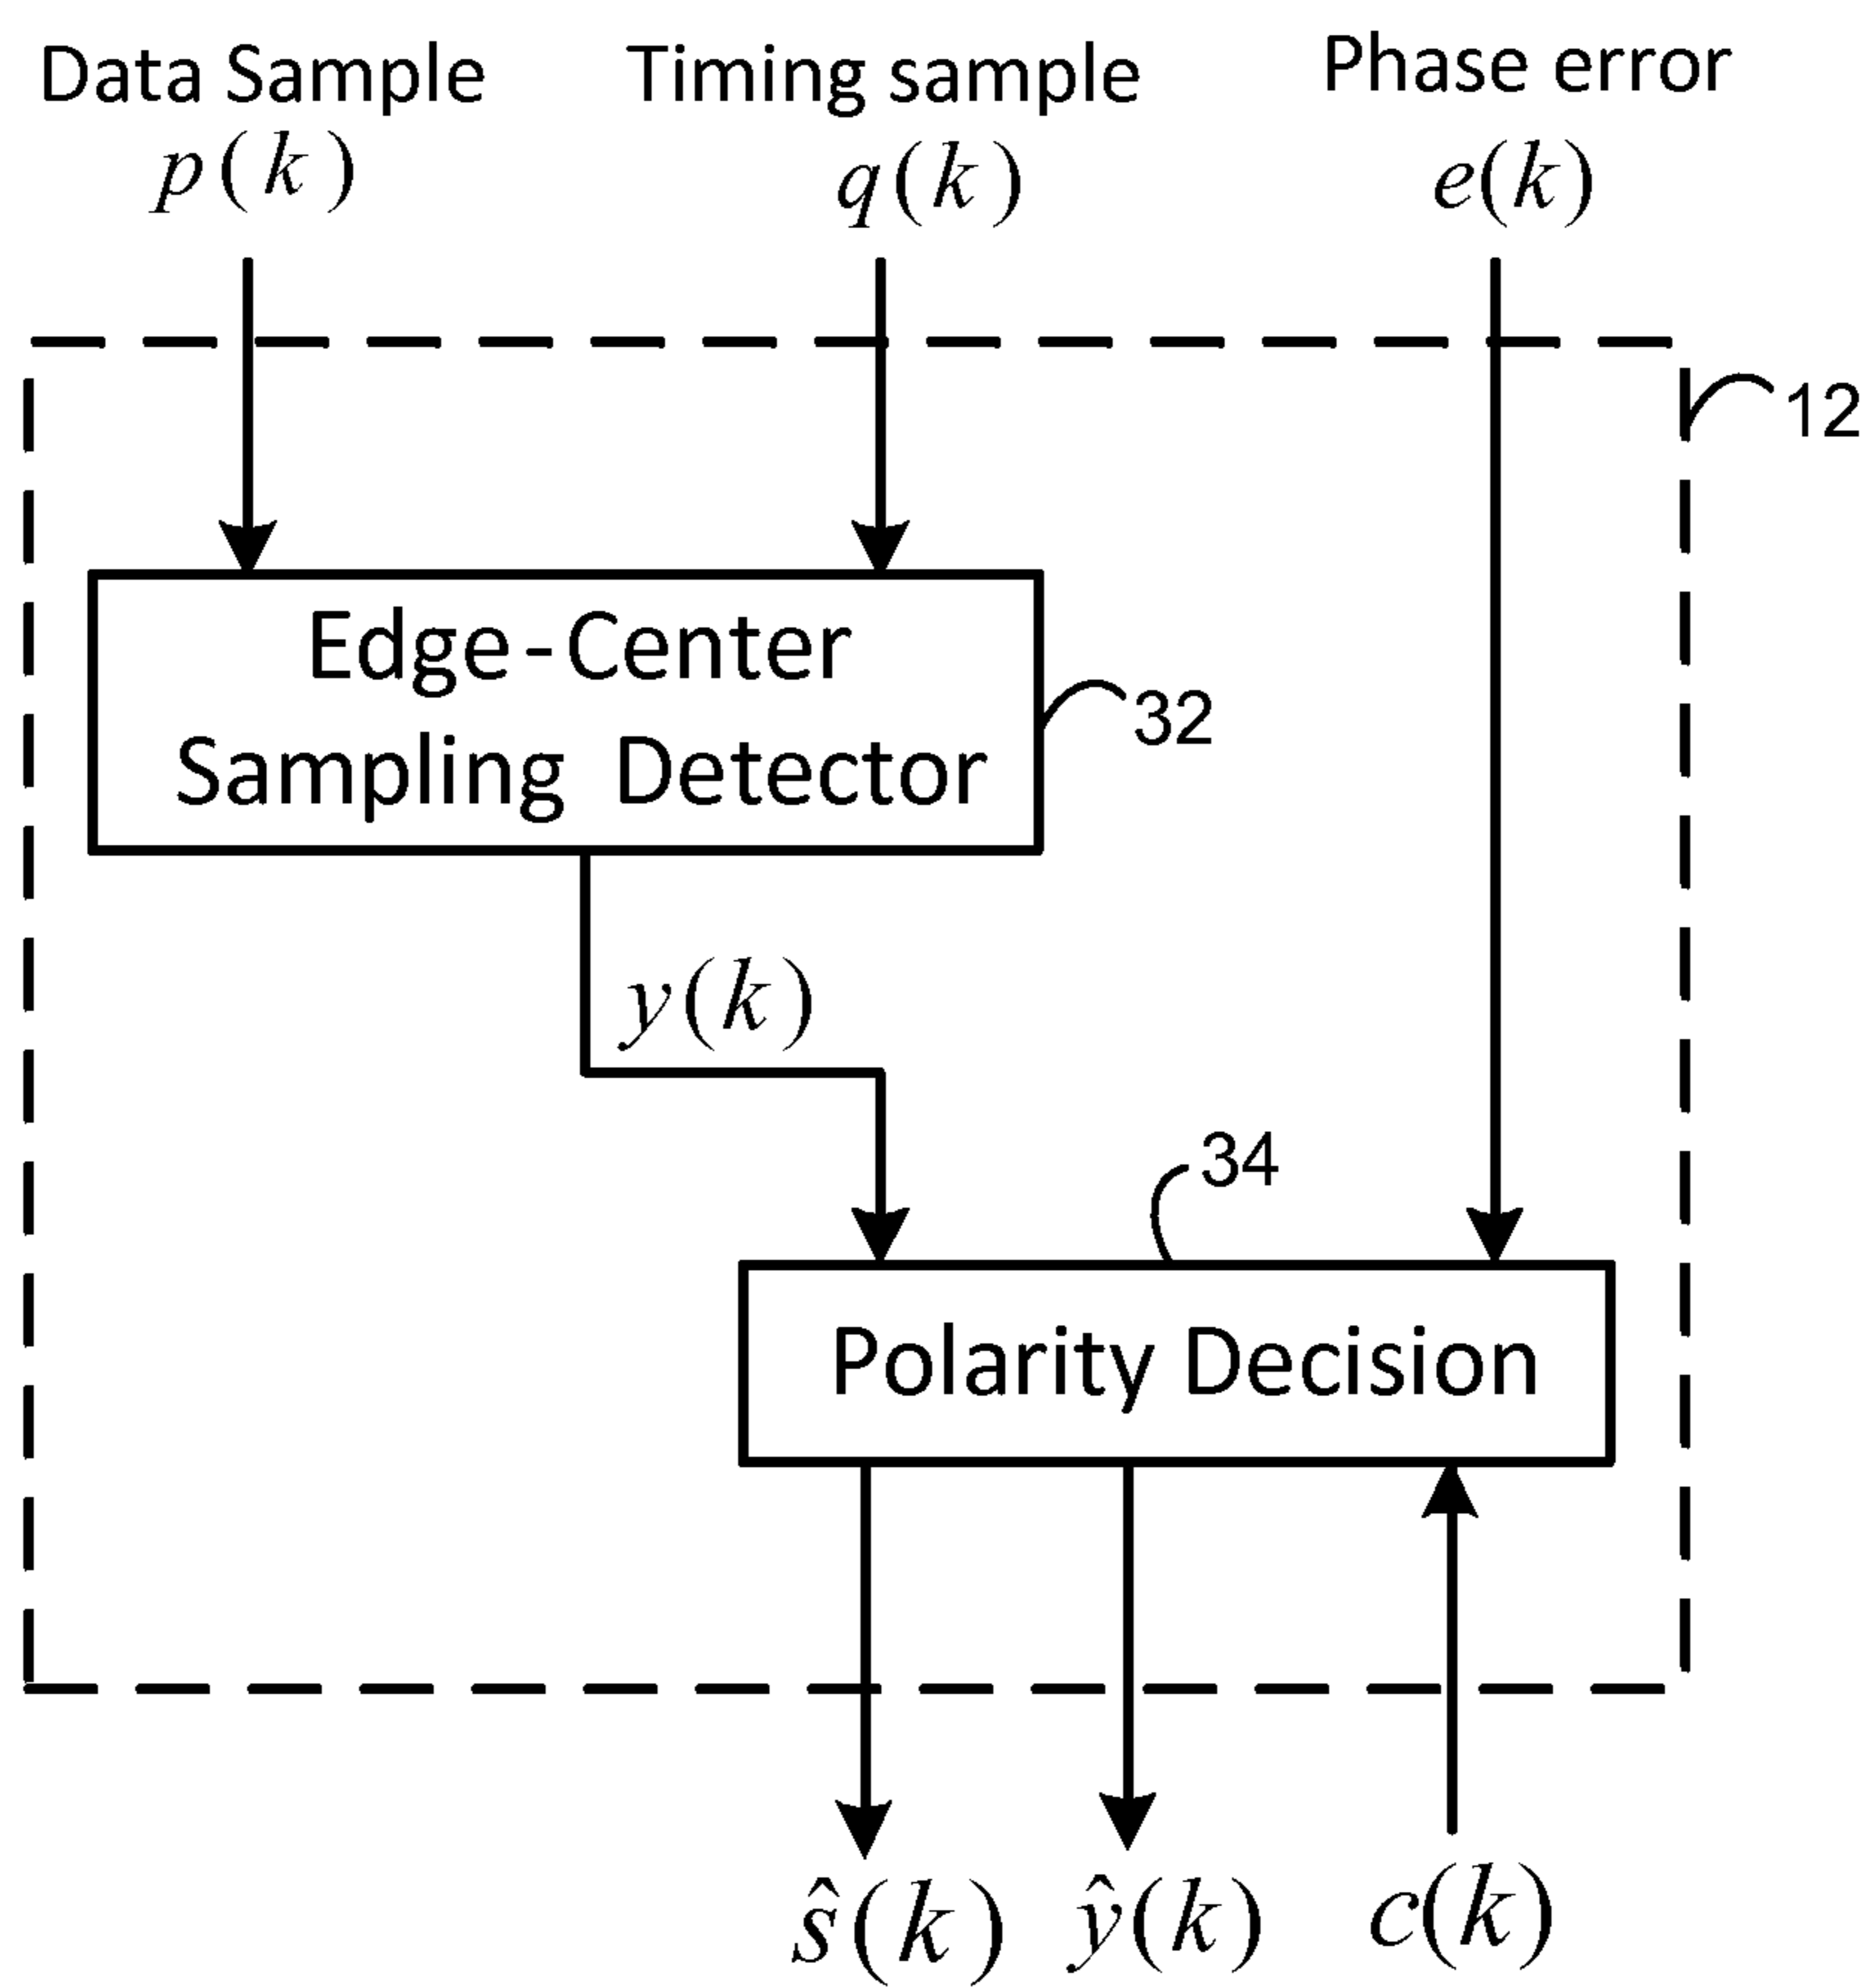 Data Sample Timing sample Phase error
p(k) q(k) e(k)
12
Edge-Center
Sampling Detector
32
y(k)
34
Polarity Decision
ŝ(k) ŷ(k) c(k)